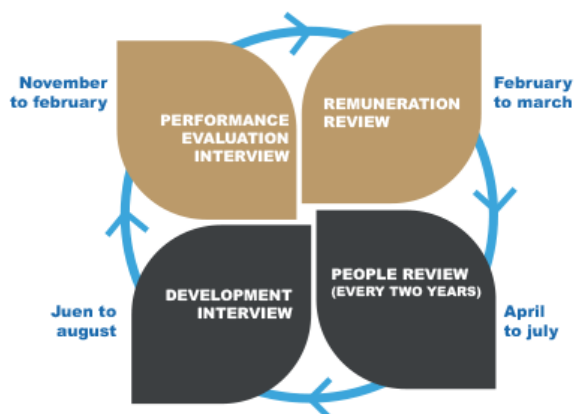 November
to february
PERFORMANCE
EVALUATION
INTERVIEW
REMUNERATION
REVIEW
February
to march
Juen to
august
DEVELOPMENT
INTERVIEW
PEOPLE REVIEW
(EVERY TWO YEARS)
April
to july